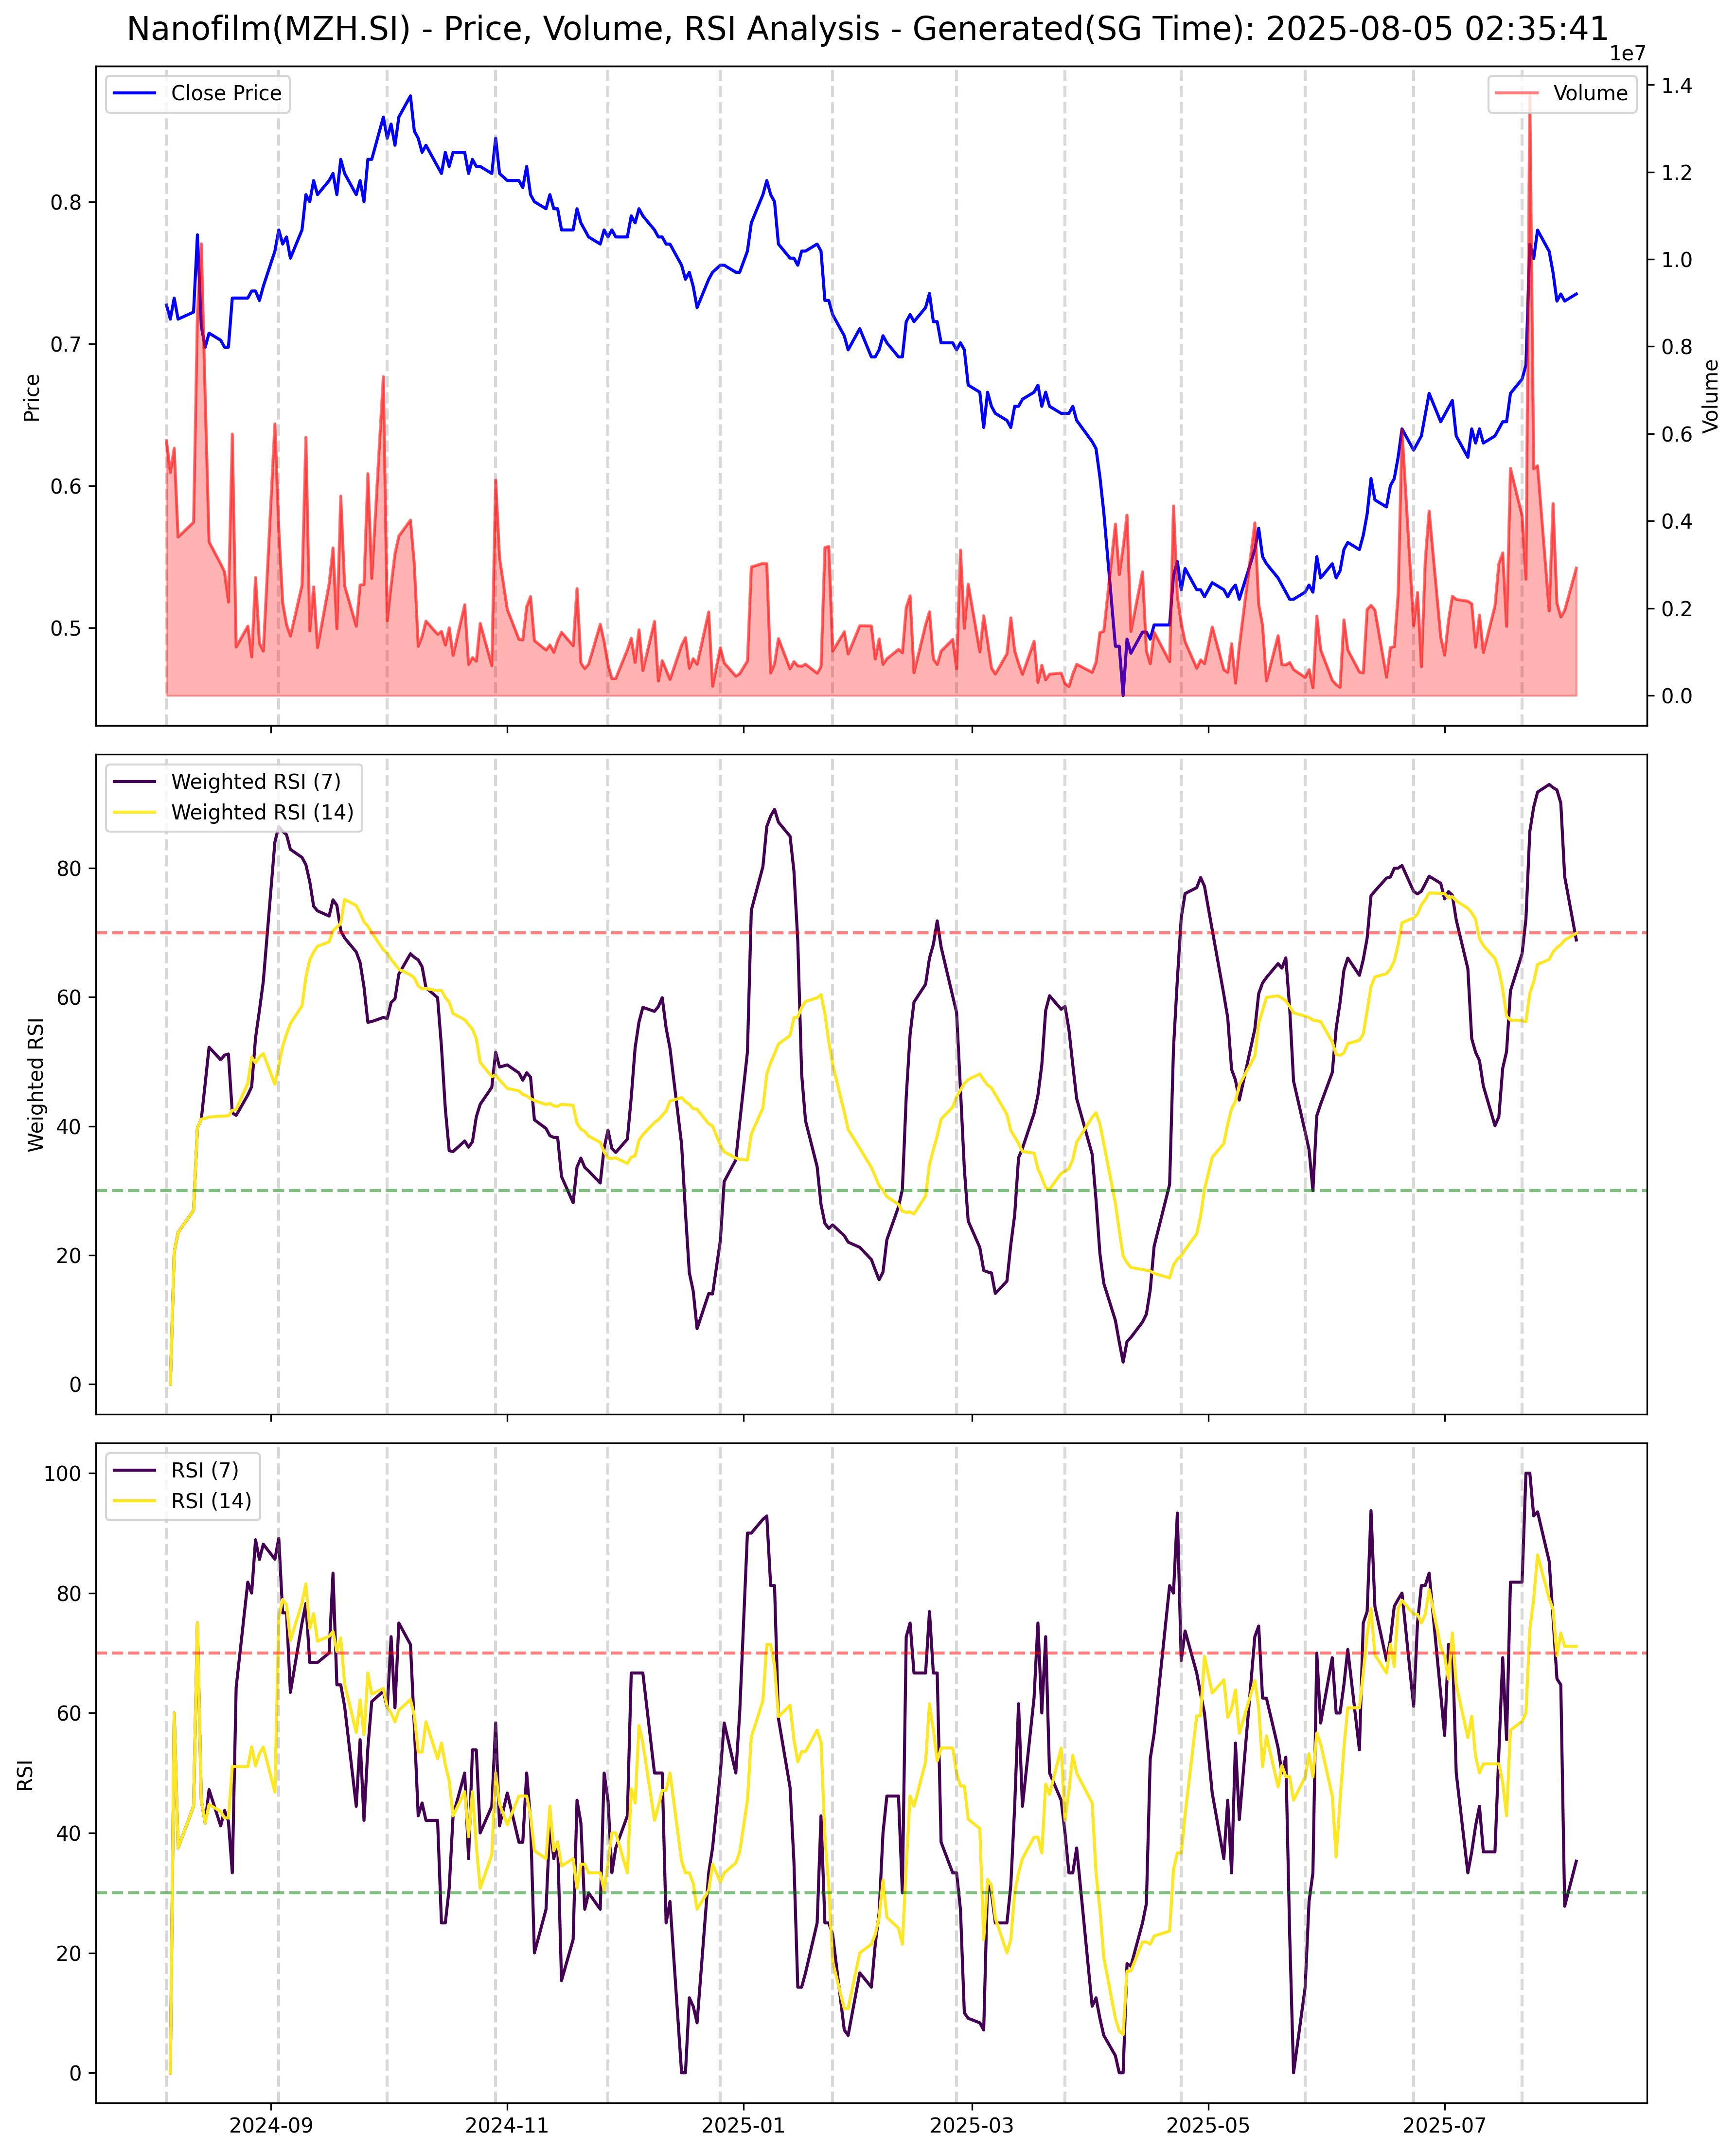 Nanofilm(MZH.SI) - Price, Volume, RSI Analysis - Generated(SG Time): 2025-08-05 02:35:41
1e7
Close Price
Volume
0.8
0.7
0.6
0.5
Price
1.4
1.2
1.0
0.8
0.6
0.4
0.2
0.0
Volume
Weighted RSI (7)
Weighted RSI (14)
80
60
40
20
0
Weighted RSI
RSI (7)
RSI (14)
100
80
60
40
20
0
RSI
2024-09
2024-11
2025-01
2025-03
2025-05
2025-07